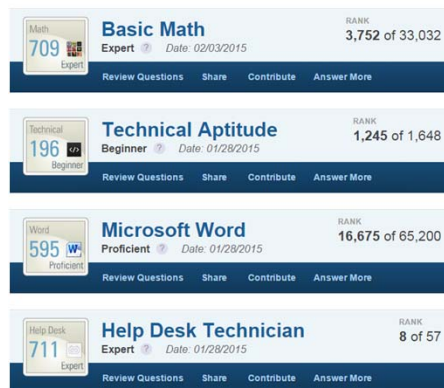 Math
709
Expert
Basic Math
Expert ? Date: 02/03/2015
RANK
3,752 of 33,032
Review Questions Share Contribute Answer More
Technical
196
Beginner
Technical Aptitude
Beginner ? Date: 01/28/2015
RANK
1,245 of 1,648
Review Questions Share Contribute Answer More
Word
595
Proficient
Microsoft Word
Proficient ? Date: 01/28/2015
RANK
16,675 of 65,200
Review Questions Share Contribute Answer More
Help Desk
711
Expert
Help Desk Technician
Expert ? Date: 01/28/2015
RANK
8 of 57
Review Questions Share Contribute Answer More